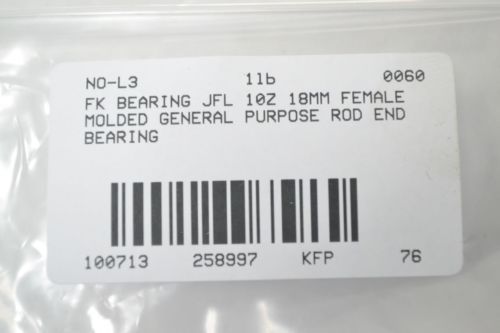 NO-L3 1lb 0060
FK BEARING JFL 10Z 18MM FEMALE
MOLDED GENERAL PURPOSE ROD END
BEARING
100713 258997 KFP 76